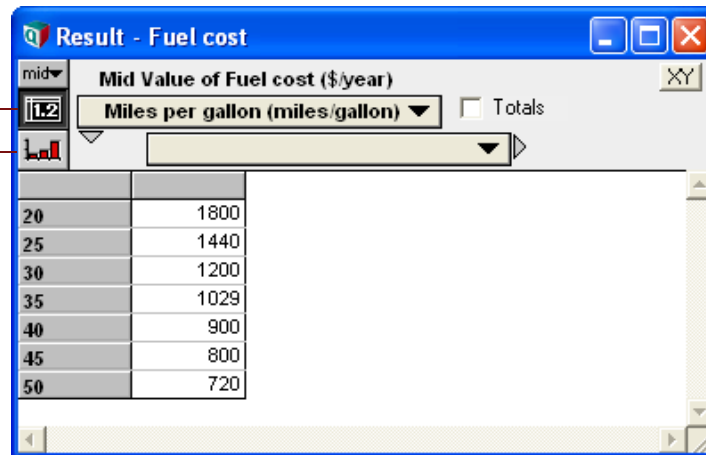 Result - Fuel cost
mid
Mid Value of Fuel cost ($/year)
XY
1.2
Miles per gallon (miles/gallon)
Totals
20 1800
25 1440
30 1200
35 1029
40 900
45 800
50 720